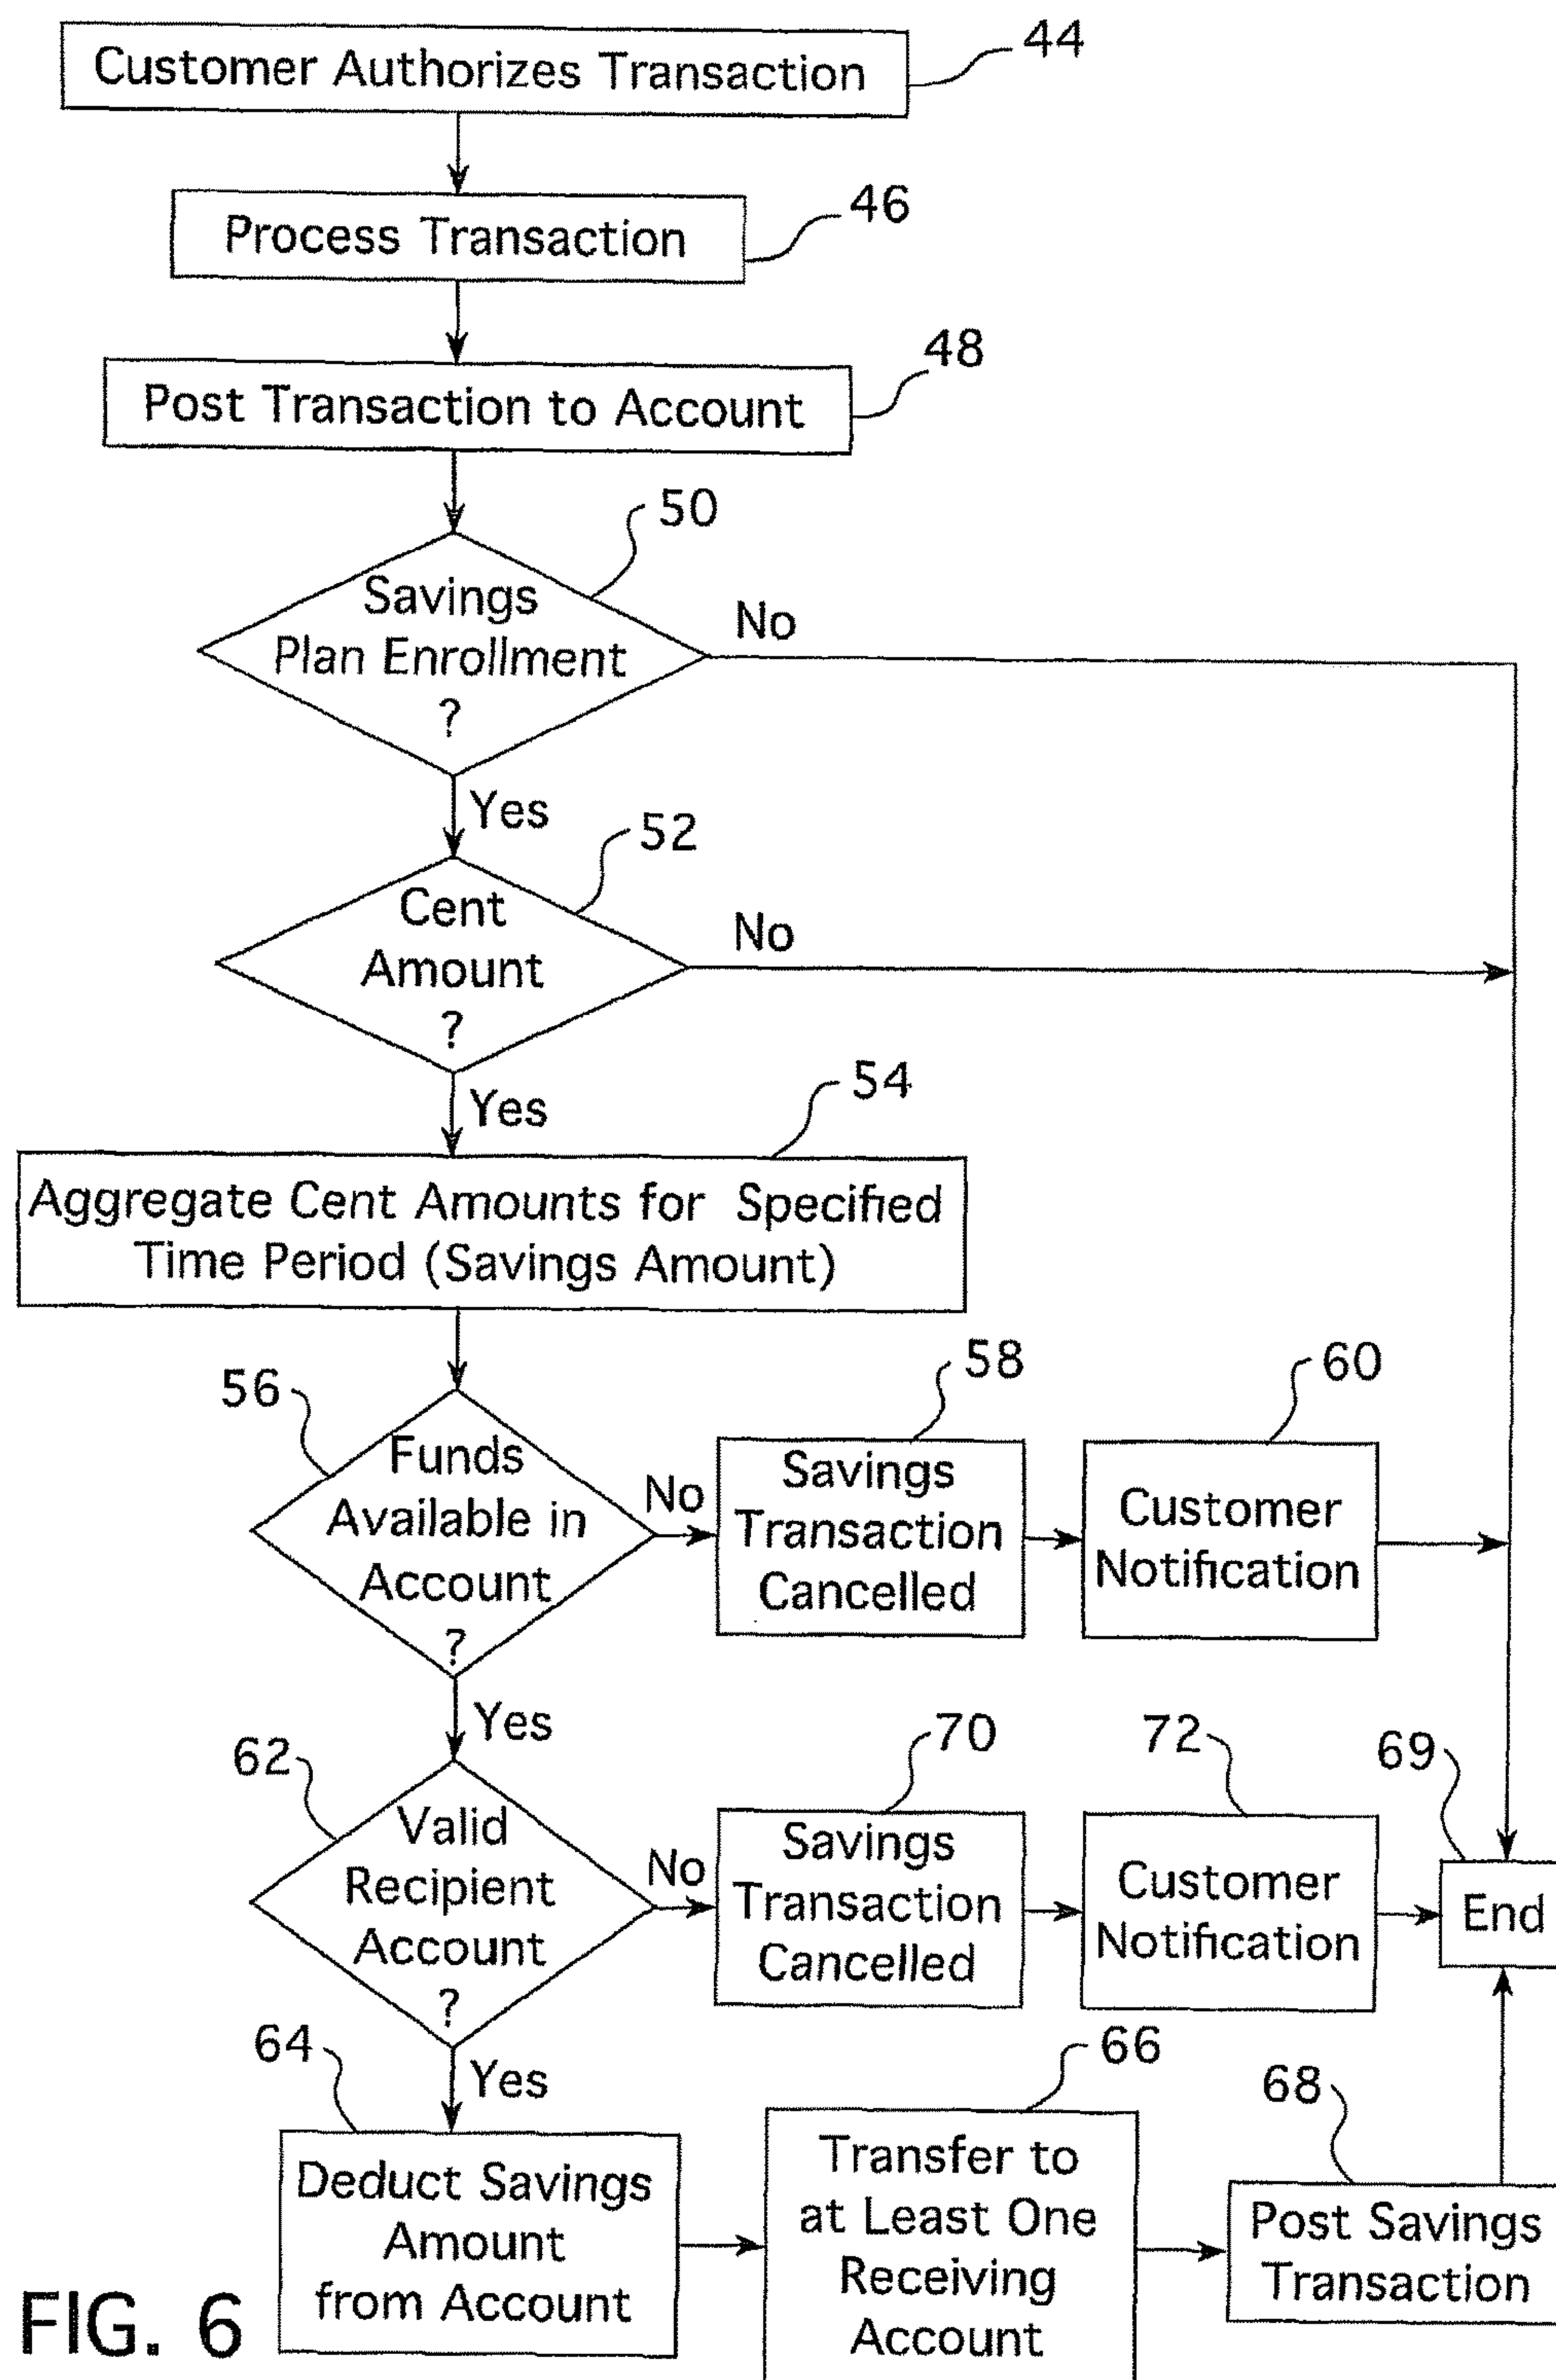 Customer Authorizes Transaction
44
Process Transaction
46
Post Transaction to Account
48
50
Savings
Plan Enrollment
?
No
Yes
52
Cent
Amount
?
No
Yes
54
Aggregate Cent Amounts for Specified
Time Period (Savings Amount)
56
Funds
Available in
Account
?
No
58
Savings
Transaction
Cancelled
60
Customer
Notification
Yes
62
Valid
Recipient
Account
?
No
70
Savings
Transaction
Cancelled
72
Customer
Notification
69
End
Yes
64
Deduct Savings
Amount
from Account
66
Transfer to
at Least One
Receiving
Account
68
Post Savings
Transaction
FIG. 6